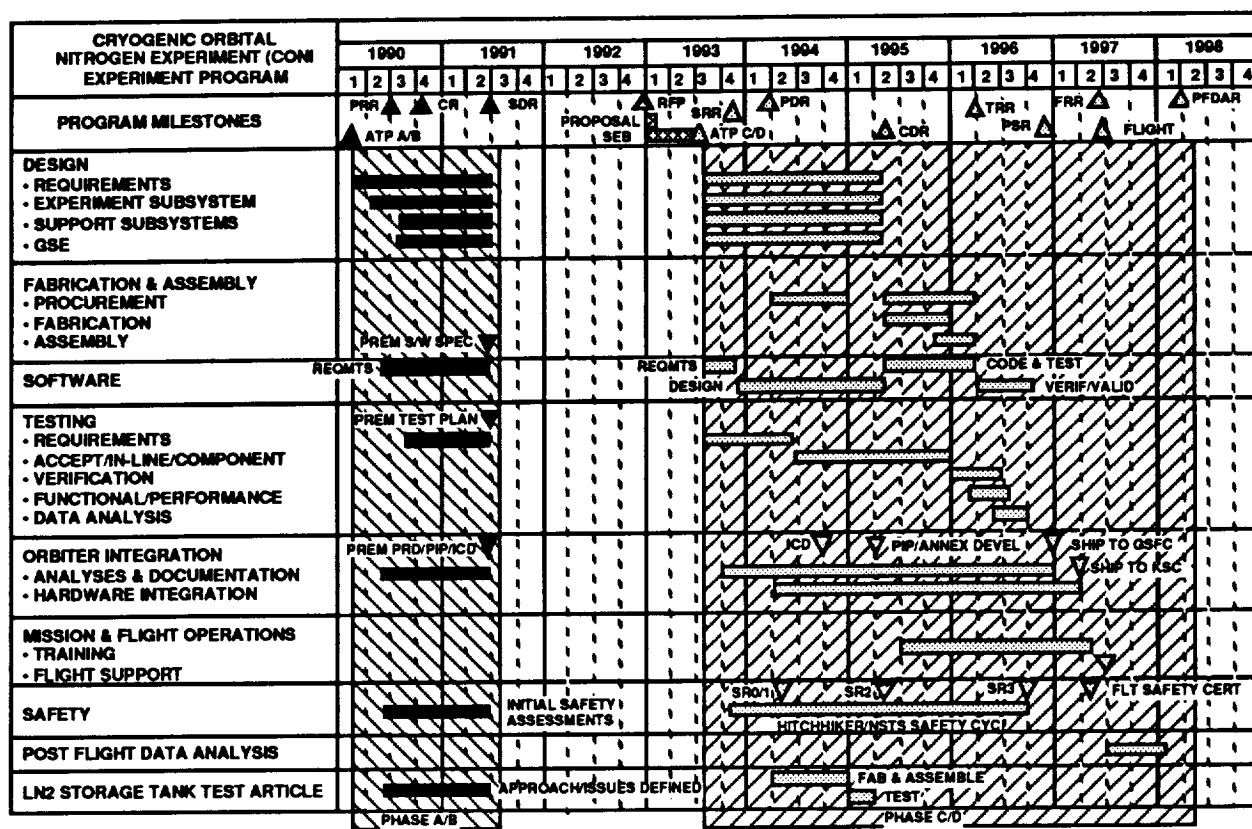 CRYOGENIC ORBITAL
NITROGEN EXPERIMENT (CONE
EXPERIMENT PROGRAM
1990 1991 1992 1993 1994 1995 1996 1997 1998
1 2 3 4 1 2 3 4 1 2 3 4 1 2 3 4 1 2 3 4 1 2 3 4 1 2 3 4 1 2 3 4 1 2 3 4
PROGRAM MILESTONES
PRR CR SDR RFP SRR PDR TRR FRR PFDAR
PROPOSAL
ATP A/B SEB ATP C/D CDR PSR FLIGHT
DESIGN
• REQUIREMENTS
• EXPERIMENT SUBSYSTEM
• SUPPORT SUBSYSTEMS
• GSE
FABRICATION & ASSEMBLY
• PROCUREMENT
• FABRICATION
• ASSEMBLY PREM S/W SPEC
SOFTWARE
REQMTS REQMTS CODE & TEST
DESIGN VERIF/VALID
TESTING PREM TEST PLAN
• REQUIREMENTS
• ACCEPT/IN-LINE/COMPONENT
• VERIFICATION
• FUNCTIONAL/PERFORMANCE
• DATA ANALYSIS
ORBITER INTEGRATION PREM PRD/PIP/ICD ICD PIP/ANNEX DEVEL SHIP TO GSFC
• ANALYSES & DOCUMENTATION SHIP TO KSC
• HARDWARE INTEGRATION
MISSION & FLIGHT OPERATIONS
• TRAINING
• FLIGHT SUPPORT
SAFETY
SR0/1 SR2 SR3 FLT SAFETY CERT
INITIAL SAFETY
ASSESSMENTS
HITCHHIKER/NSTS SAFETY CYCL
POST FLIGHT DATA ANALYSIS
LN2 STORAGE TANK TEST ARTICLE APPROACH/ISSUES DEFINED
FAB & ASSEMBLE
TEST
PHASE A/B PHASE C/D